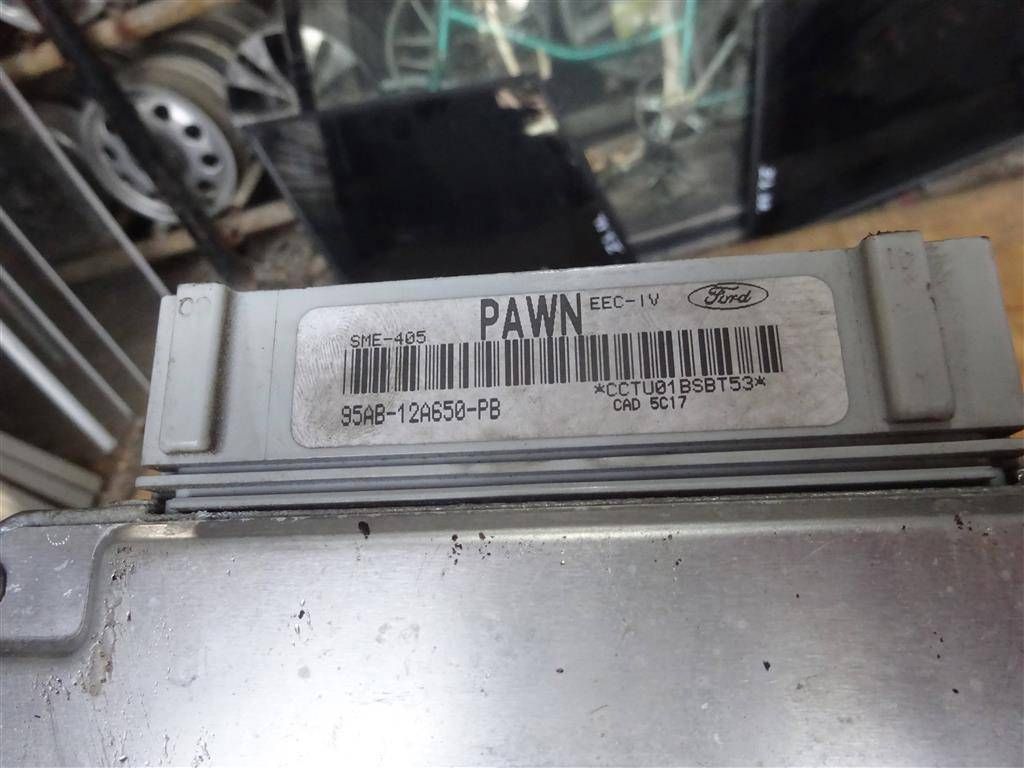 PAWN EEC-IV Ford
SME-405
*CCTU01BSBT53*
95AB-12A650-PB
CAD 5C17